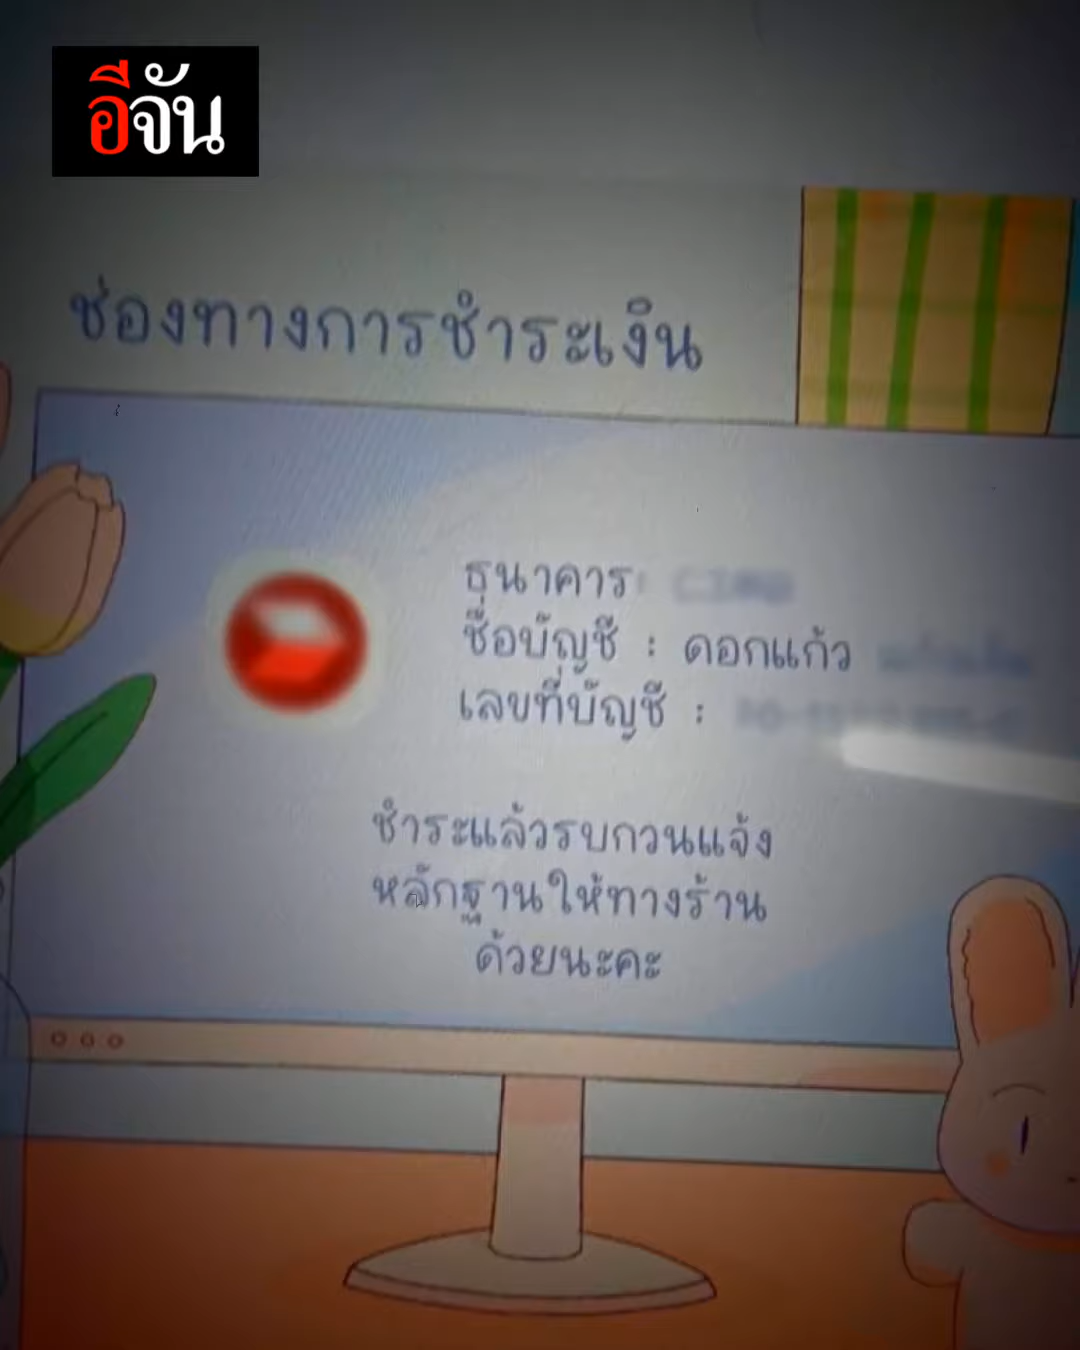 อีจัน
ช่องทางการชำระเงิน
ธนาคาร :
ชื่อบัญชี : ดอกแก้ว
เลขที่บัญชี :
ชำระแล้วรบกวนแจ้ง
หลักฐานให้ทางร้าน
ด้วยนะคะ